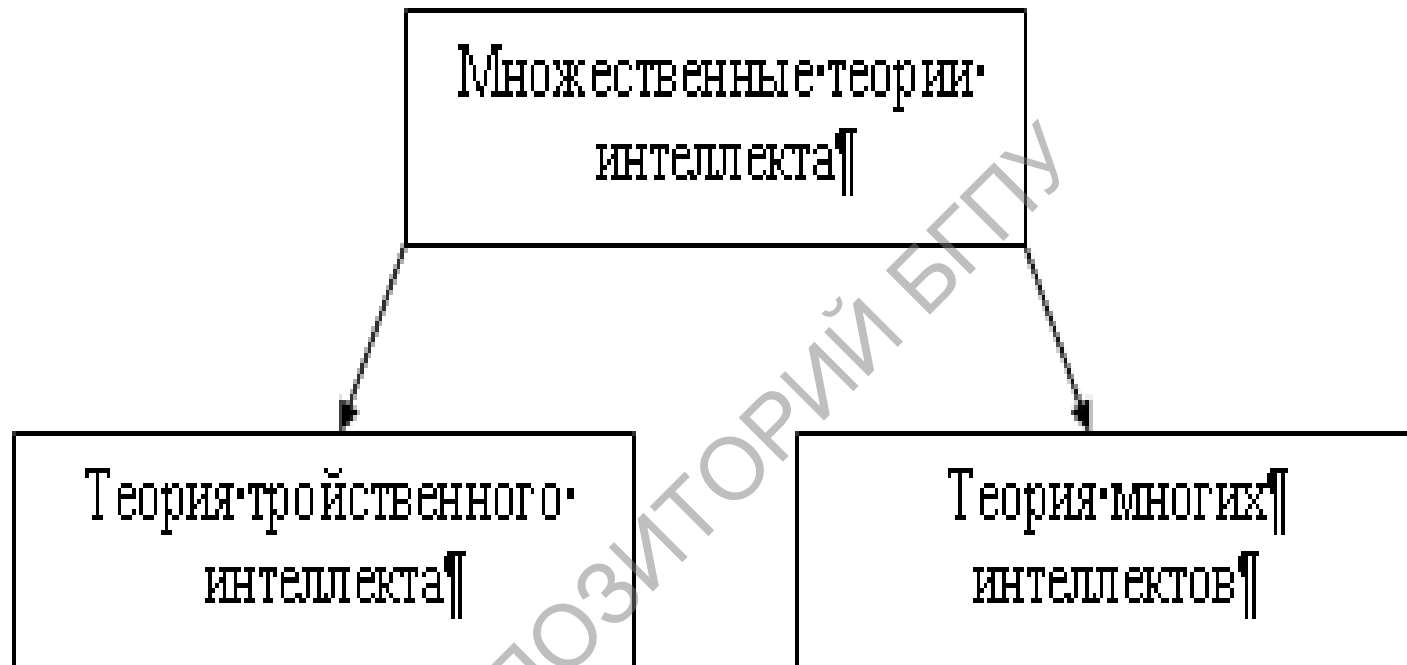 Множественные·теории·
интеллекта¶
Теория·тройственного·
интеллекта¶
Теория·многих¶
интеллектов¶
ПОЗИТОРИЙ БГПУ